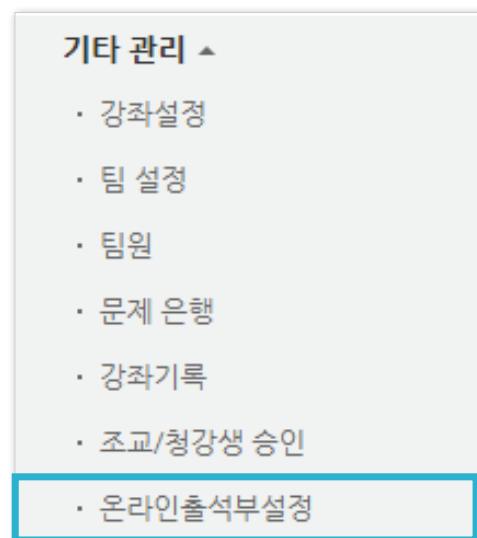 기타 관리 ▲
· 강좌설정
· 팀 설정
· 팀원
· 문제 은행
· 강좌기록
· 조교/청강생 승인
· 온라인출석부설정